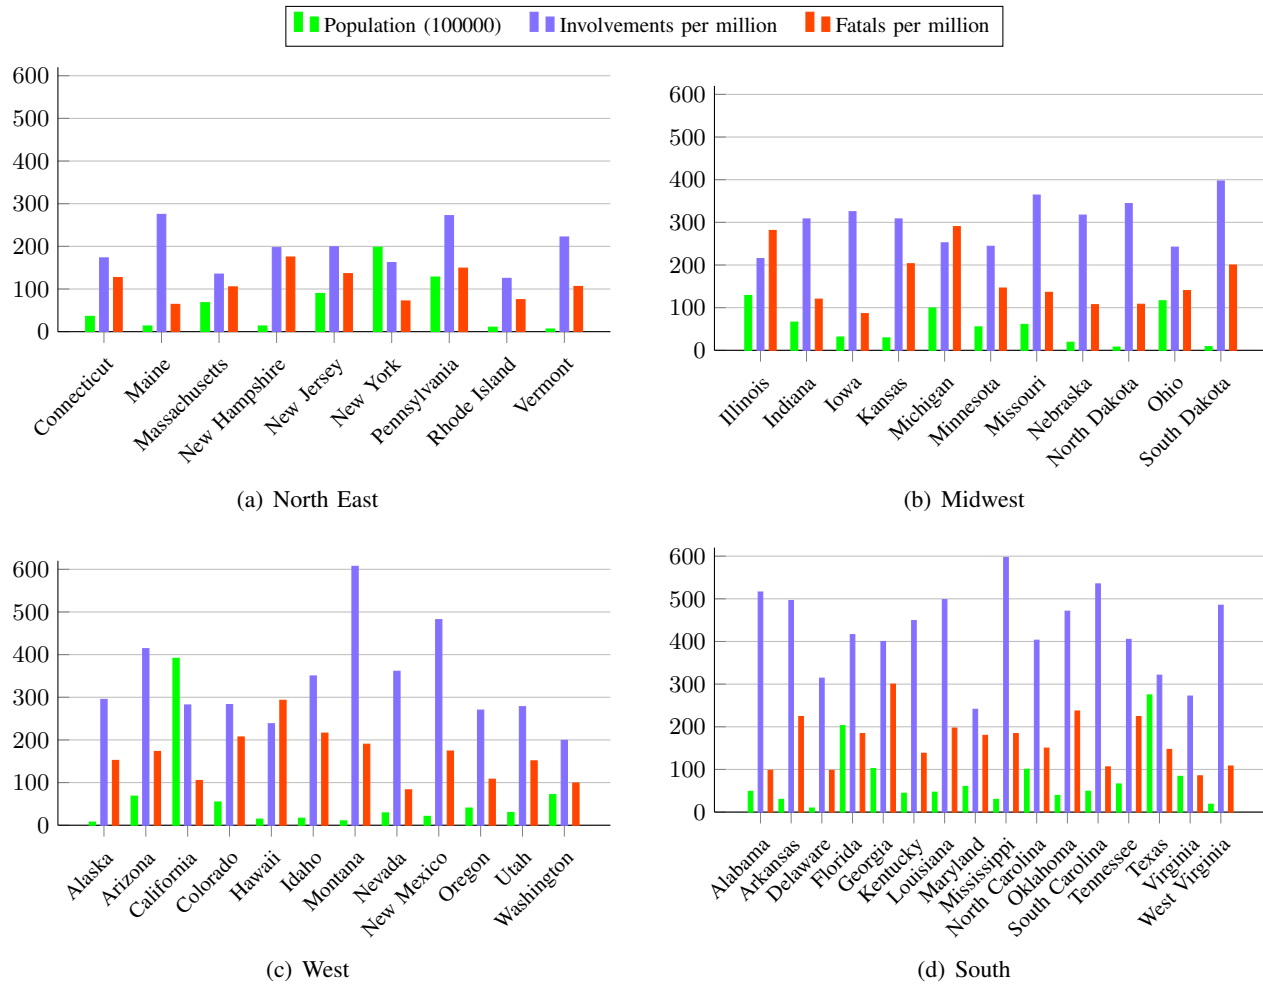 Population (100000) Involvements per million Fatals per million
600
500
400
300
200
100
0
Connecticut
Maine
Massachusetts
New Hampshire
New Jersey
New York
Pennsylvania
Rhode Island
Vermont
(a) North East
600
500
400
300
200
100
0
Illinois
Indiana
Iowa
Kansas
Michigan
Minnesota
Missouri
Nebraska
North Dakota
Ohio
South Dakota
(b) Midwest
600
500
400
300
200
100
0
Alaska
Arizona
California
Colorado
Hawaii
Idaho
Montana
Nevada
New Mexico
Oregon
Utah
Washington
(c) West
600
500
400
300
200
100
0
Alabama
Arkansas
Delaware
Florida
Georgia
Kentucky
Louisiana
Maryland
Mississippi
North Carolina
Oklahoma
South Carolina
Tennessee
Texas
Virginia
West Virginia
(d) South